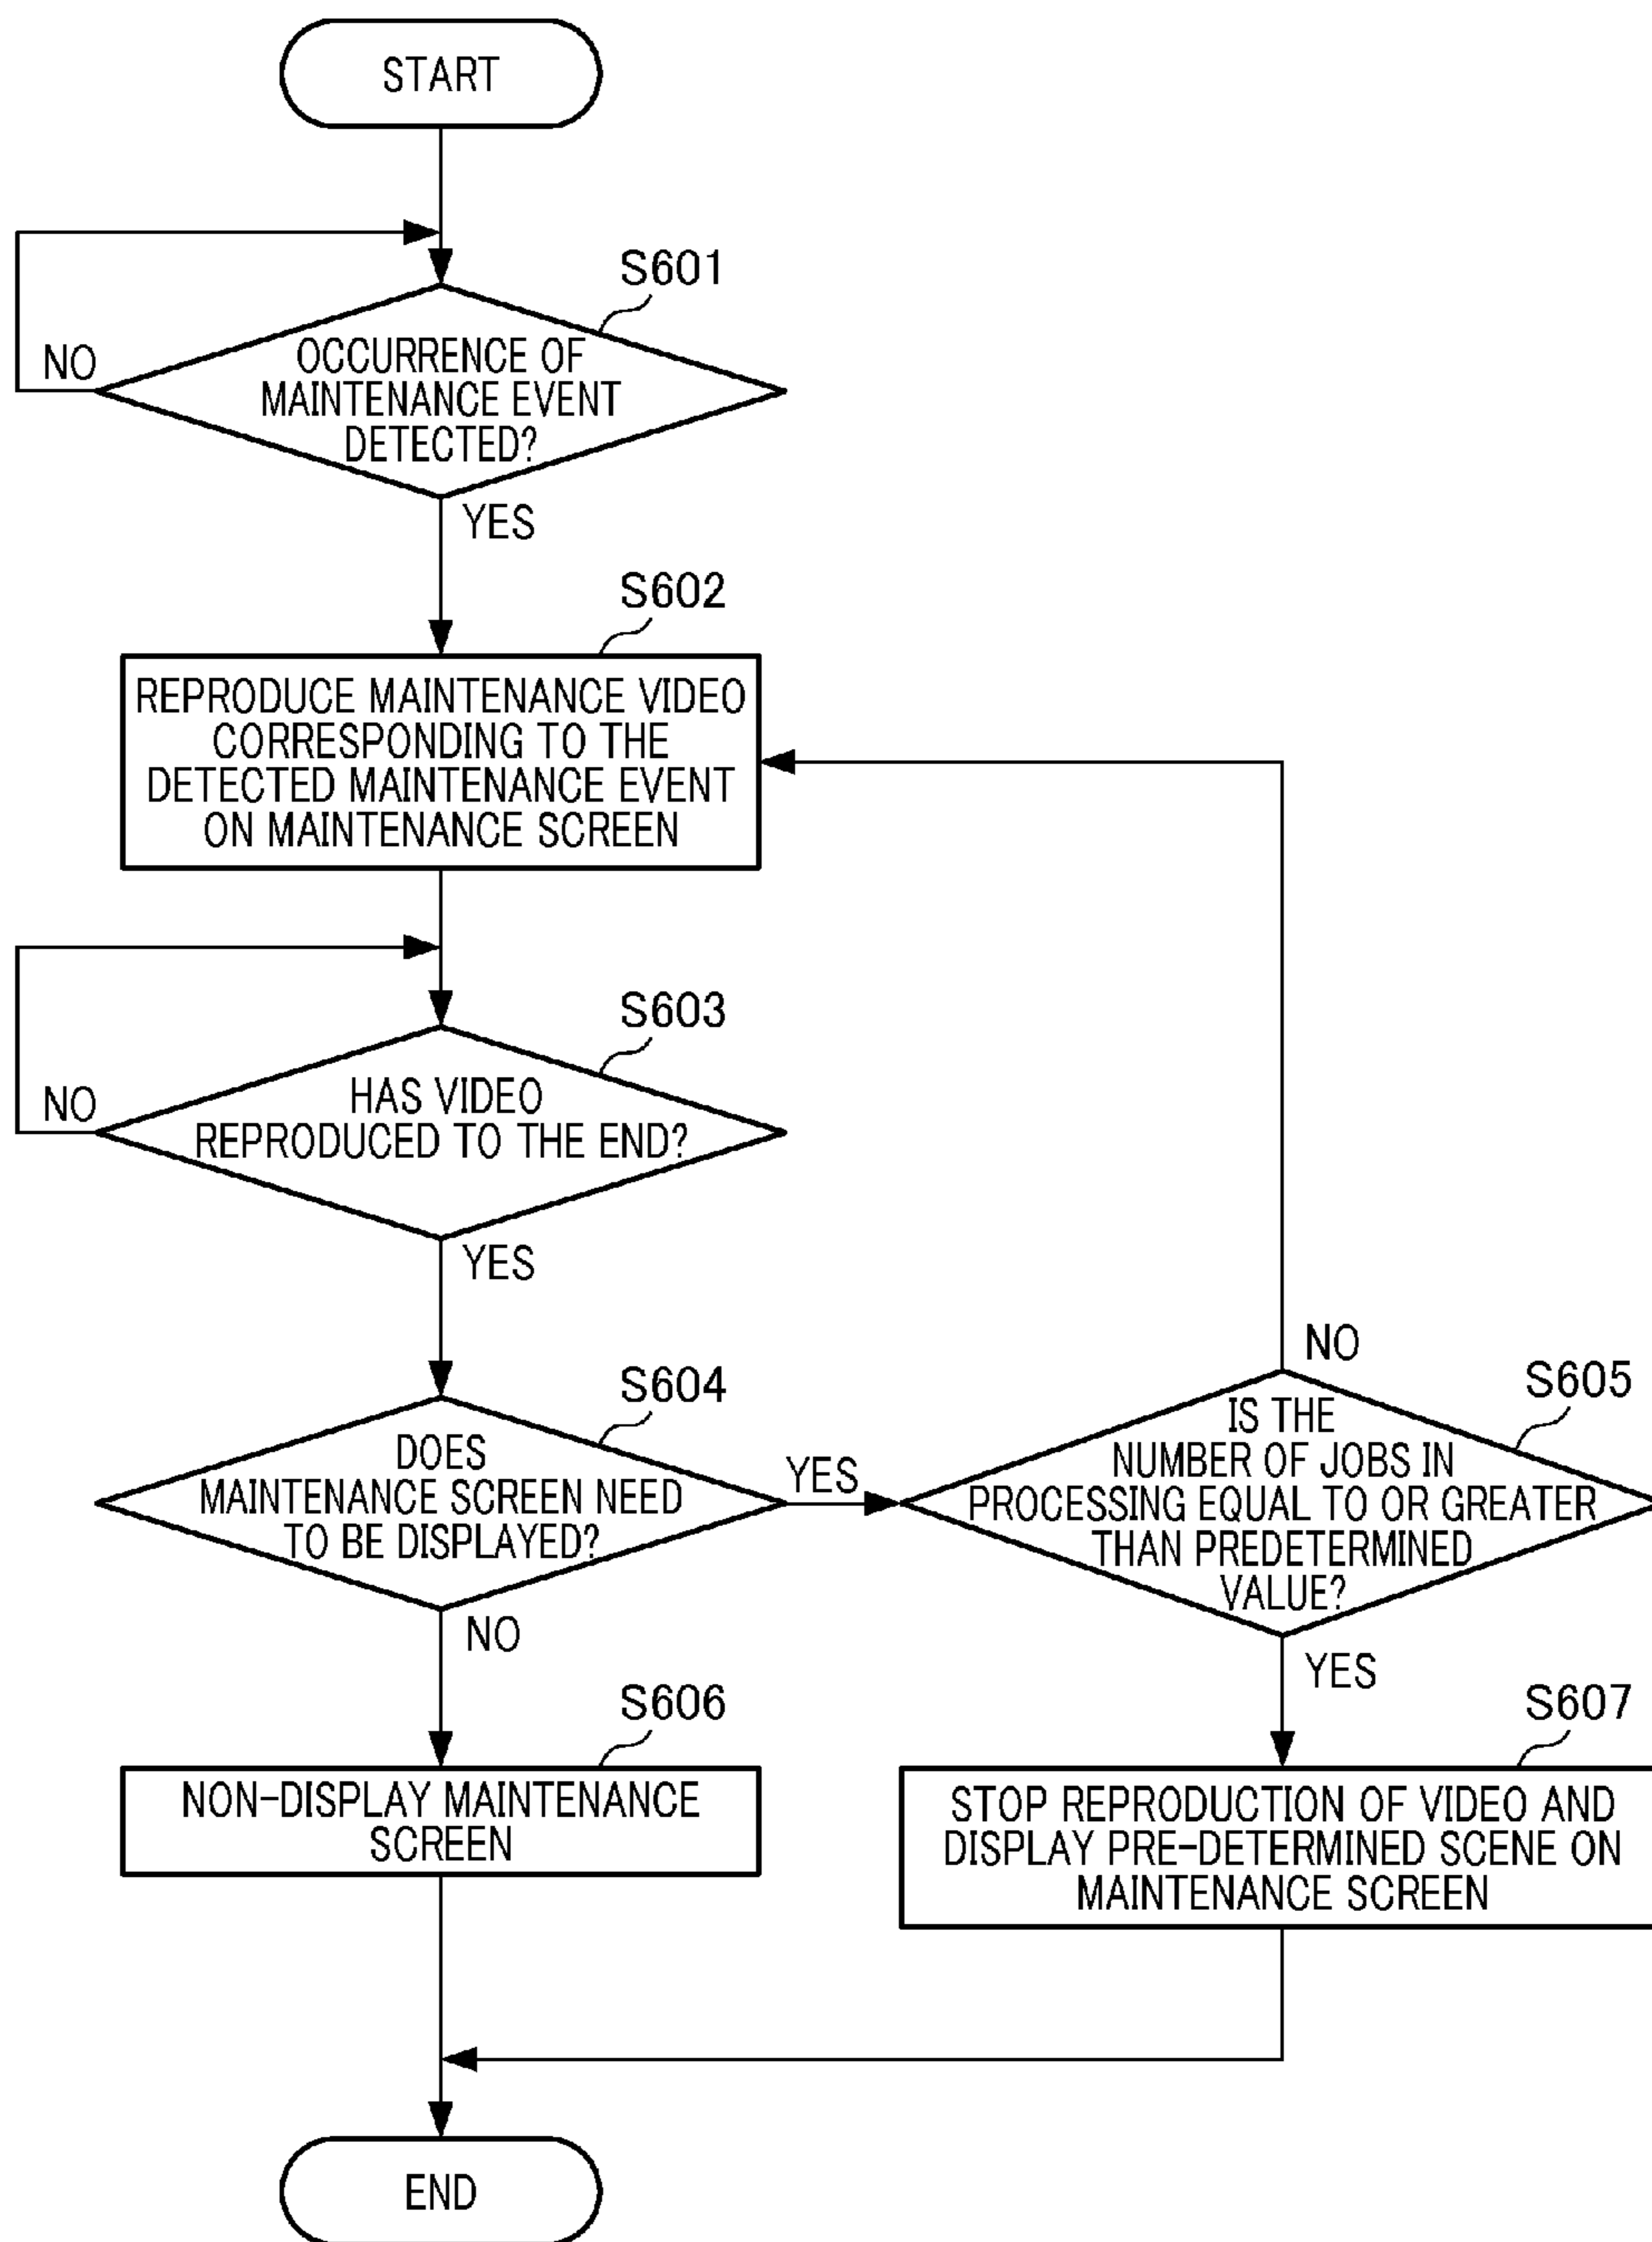 START
S601
OCCURRENCE OF
MAINTENANCE EVENT
DETECTED?
NO
YES
S602
REPRODUCE MAINTENANCE VIDEO
CORRESPONDING TO THE
DETECTED MAINTENANCE EVENT
ON MAINTENANCE SCREEN
S603
HAS VIDEO
REPRODUCED TO THE END?
NO
YES
S604
DOES
MAINTENANCE SCREEN NEED
TO BE DISPLAYED?
YES
NO
S605
IS THE
NUMBER OF JOBS IN
PROCESSING EQUAL TO OR GREATER
THAN PREDETERMINED
VALUE?
NO
YES
S606
NON-DISPLAY MAINTENANCE
SCREEN
S607
STOP REPRODUCTION OF VIDEO AND
DISPLAY PRE-DETERMINED SCENE ON
MAINTENANCE SCREEN
END